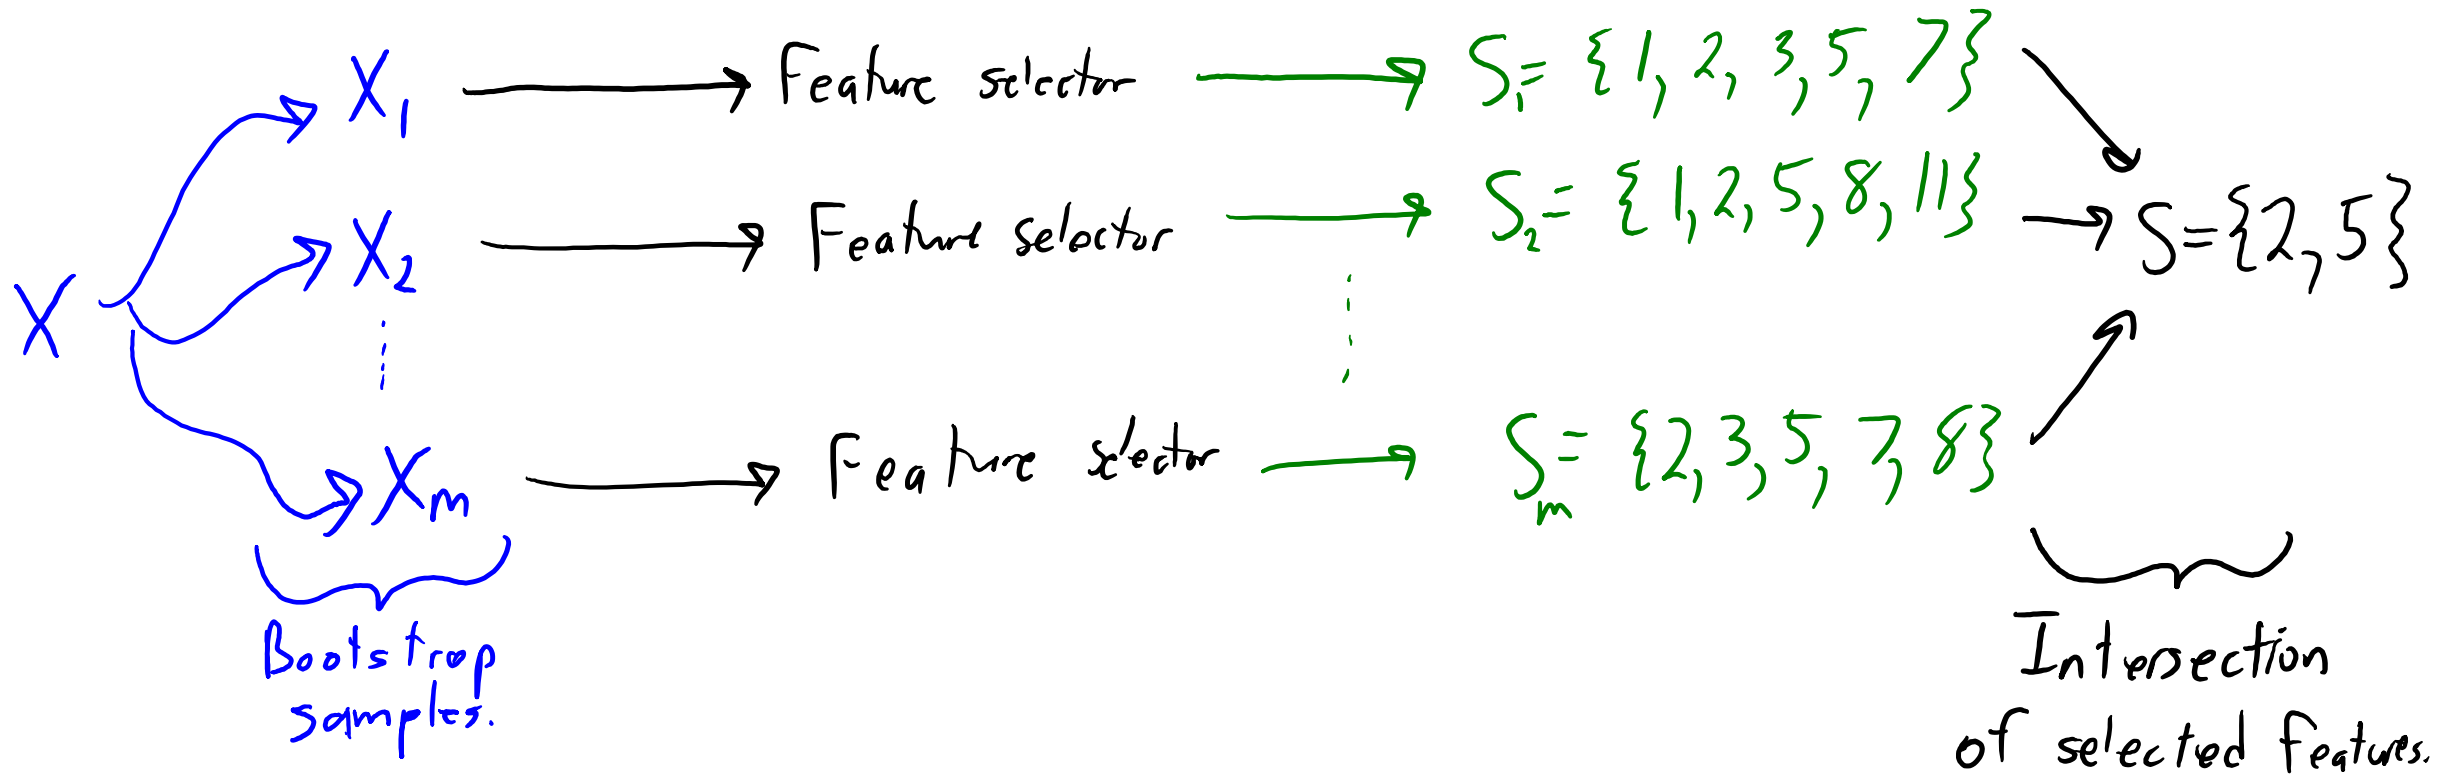 X
X₁ Feature selector S₁ = {1, 2, 3, 5, 7}
X₂ Feature selector S₂ = {1, 2, 5, 8, 11}
S = {2, 5}
Xₘ Feature selector Sₘ = {2, 3, 5, 7, 8}
Bootstrap
samples.
Intersection
of selected features.